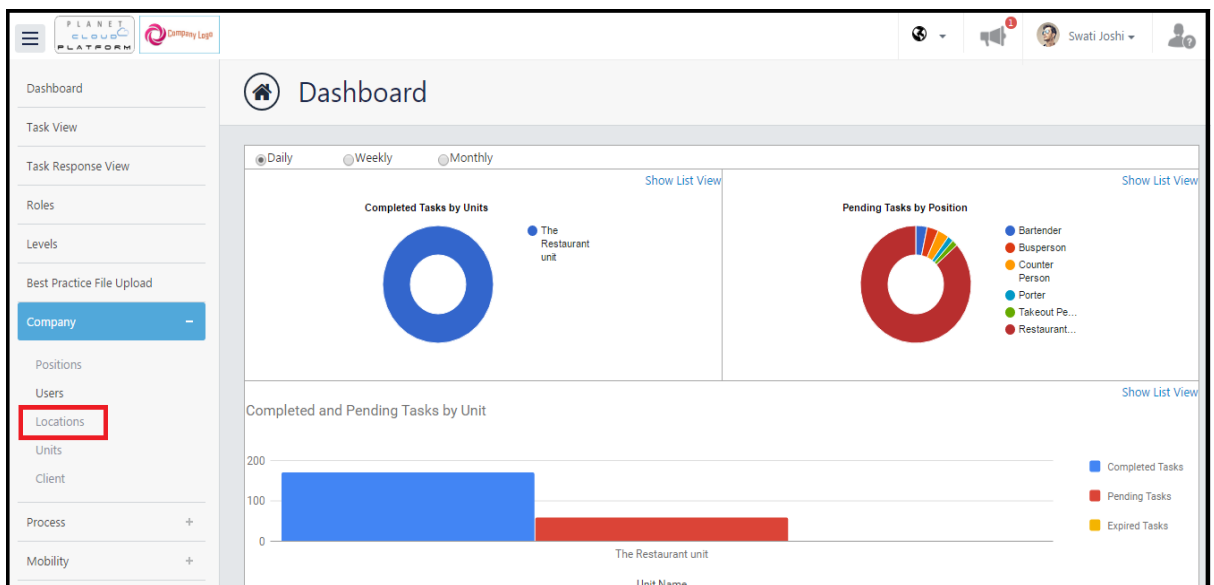 PLANET
CLOUD
PLATFORM
Company Logo
1
Swati Joshi
Dashboard
Task View
Task Response View
Roles
Levels
Best Practice File Upload
Company
Positions
Users
Locations
Units
Client
Process
Mobility
Dashboard
Daily
Weekly
Monthly
Show List View
Completed Tasks by Units
The
Restaurant
unit
Show List View
Pending Tasks by Position
Bartender
Busperson
Counter
Person
Porter
Takeout Pe...
Restaurant...
Show List View
Completed and Pending Tasks by Unit
200
100
0
The Restaurant unit
Unit Name
Completed Tasks
Pending Tasks
Expired Tasks